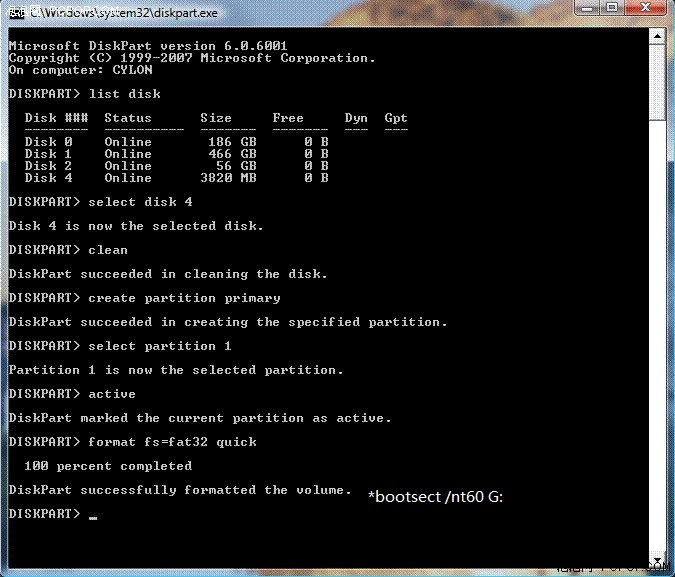 C:\Windows\system32\diskpart.exe
Microsoft DiskPart version 6.0.6001
Copyright (C) 1999-2007 Microsoft Corporation.
On computer: CYLON
DISKPART> list disk
Disk ### Status Size Free Dyn Gpt
-------- ---------- ------- ------- --- ---
Disk 0 Online 186 GB 0 B
Disk 1 Online 466 GB 0 B
Disk 2 Online 56 GB 0 B
Disk 4 Online 3820 MB 0 B
DISKPART> select disk 4
Disk 4 is now the selected disk.
DISKPART> clean
DiskPart succeeded in cleaning the disk.
DISKPART> create partition primary
DiskPart succeeded in creating the specified partition.
DISKPART> select partition 1
Partition 1 is now the selected partition.
DISKPART> active
DiskPart marked the current partition as active.
DISKPART> format fs=fat32 quick
100 percent completed
DiskPart successfully formatted the volume.
*bootsect /nt60 G:
DISKPART> _